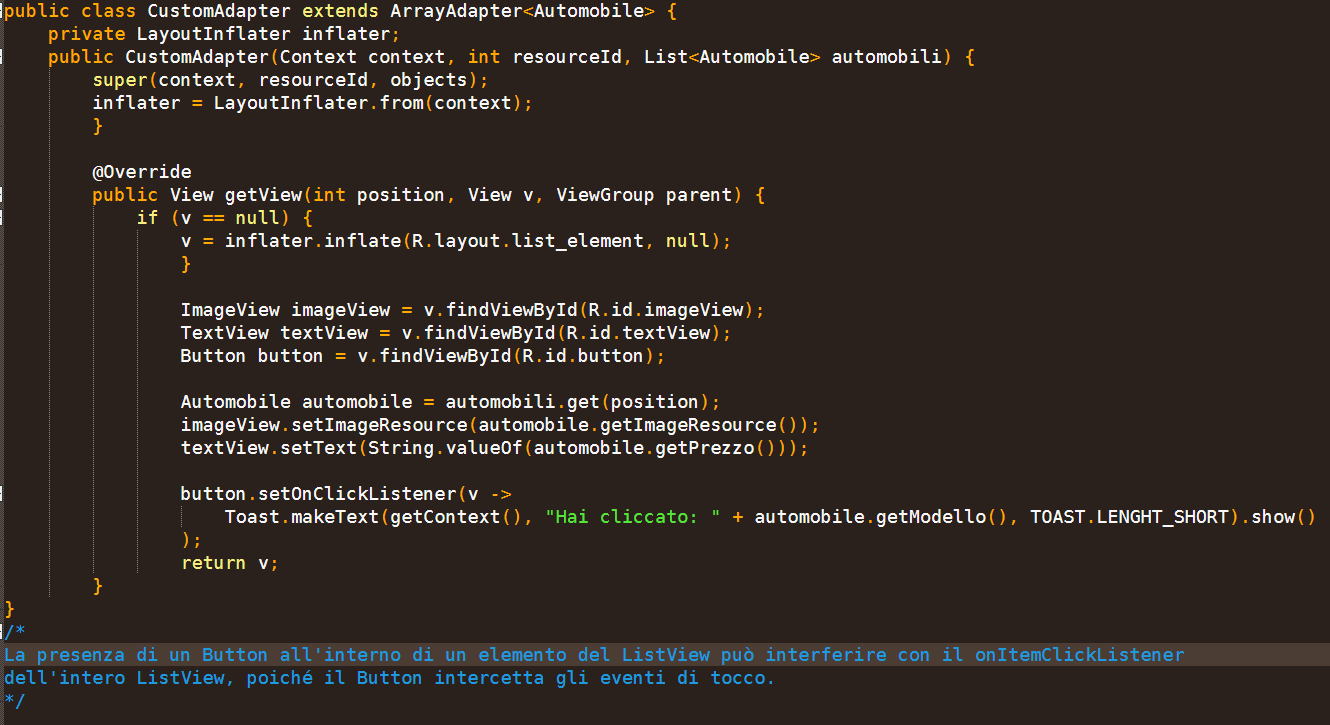 public class CustomAdapter extends ArrayAdapter<Automobile> {
    private LayoutInflater inflater;
    public CustomAdapter(Context context, int resourceId, List<Automobile> automobili) {
        super(context, resourceId, objects);
        inflater = LayoutInflater.from(context);
        }

        @Override
        public View getView(int position, View v, ViewGroup parent) {
            if (v == null) {
                v = inflater.inflate(R.layout.list_element, null);
                }

                ImageView imageView = v.findViewById(R.id.imageView);
                TextView textView = v.findViewById(R.id.textView);
                Button button = v.findViewById(R.id.button);

                Automobile automobile = automobili.get(position);
                imageView.setImageResource(automobile.getImageResource());
                textView.setText(String.valueOf(automobile.getPrezzo()));

                button.setOnClickListener(v ->
                    Toast.makeText(getContext(), "Hai cliccato: " + automobile.getModello(), TOAST.LENGHT_SHORT).show()
                );
                return v;
        }
}
/*
La presenza di un Button all'interno di un elemento del ListView può interferire con il onItemClickListener
dell'intero ListView, poiché il Button intercetta gli eventi di tocco.
*/